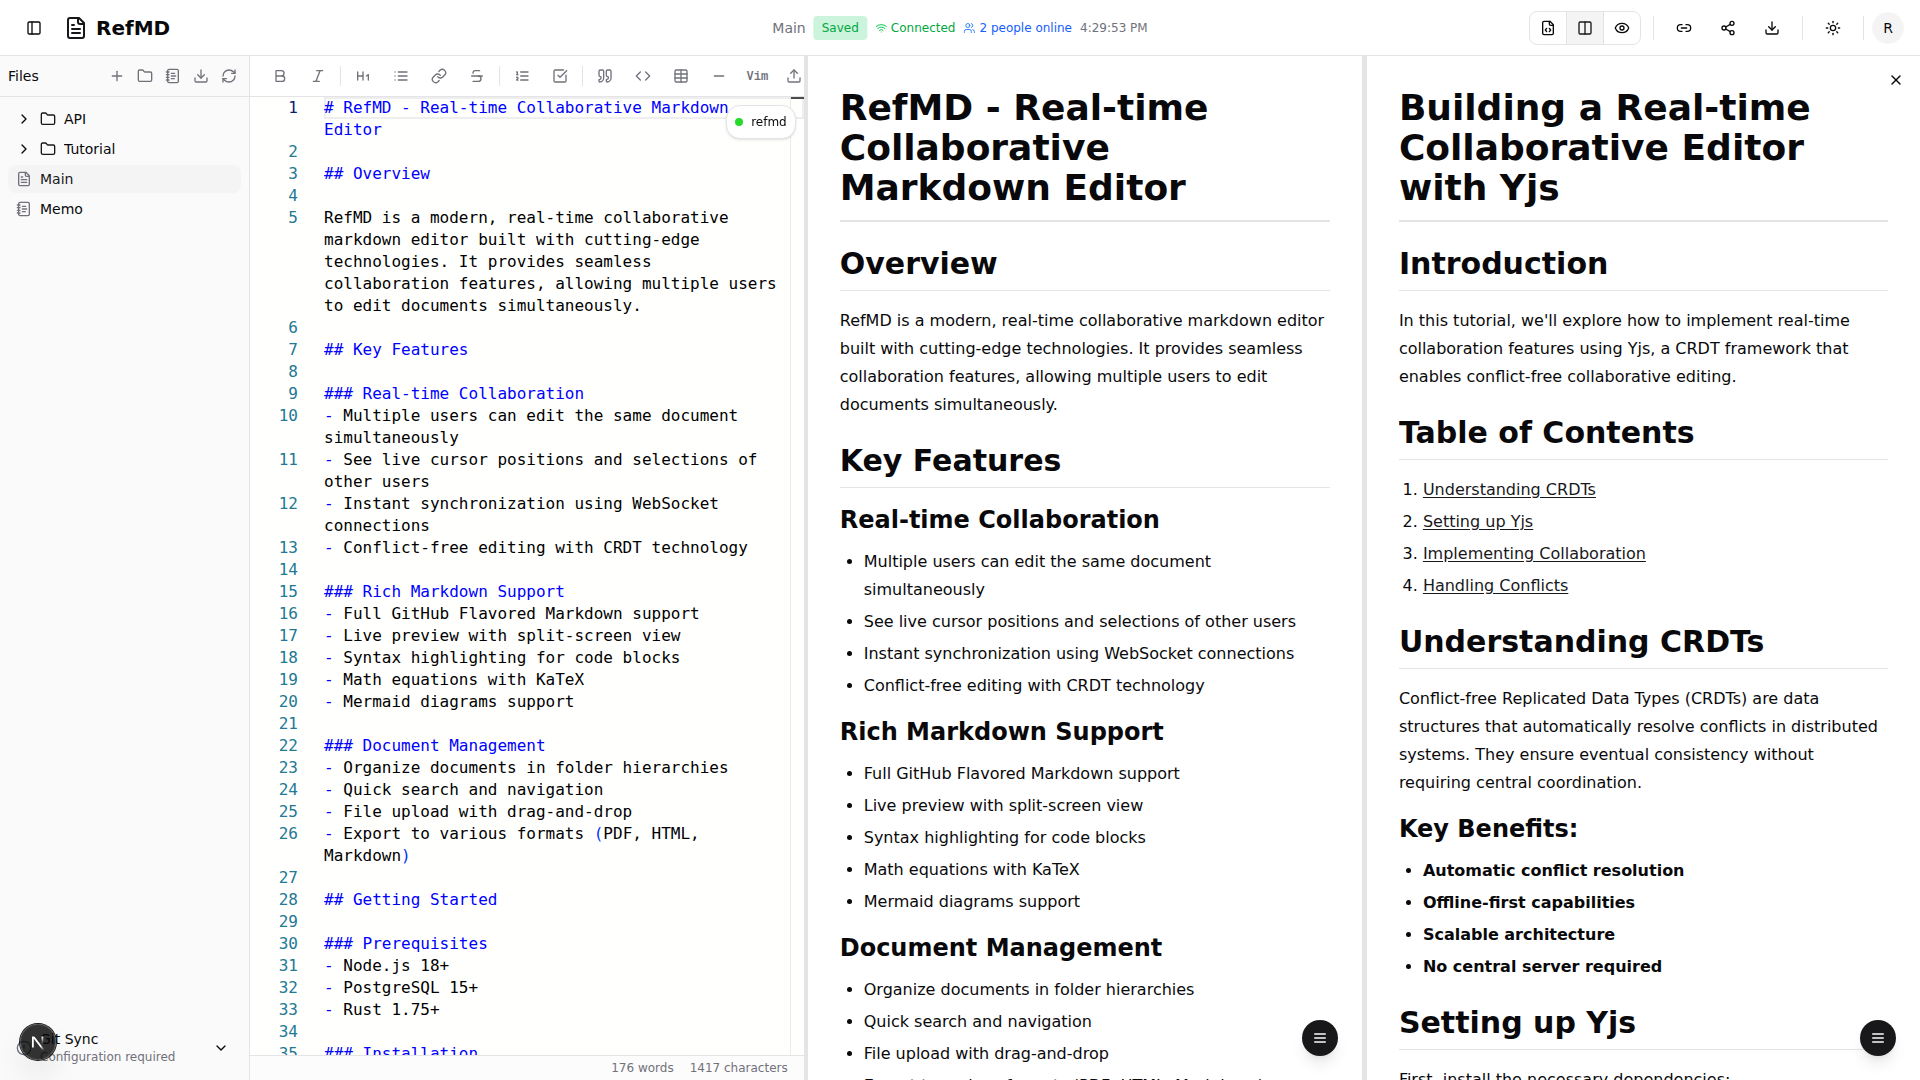 RefMD
Main Saved Connected 2 people online 4:29:53 PM
R
Files
API
Tutorial
Main
Memo
Configuration required
Vim
refmd
1 # RefMD - Real-time Collaborative Markdown
Editor
2
3 ## Overview
4
5 RefMD is a modern, real-time collaborative
markdown editor built with cutting-edge
technologies. It provides seamless
collaboration features, allowing multiple users
to edit documents simultaneously.
6
7 ## Key Features
8
9 ### Real-time Collaboration
10 - Multiple users can edit the same document
simultaneously
11 - See live cursor positions and selections of
other users
12 - Instant synchronization using WebSocket
connections
13 - Conflict-free editing with CRDT technology
14
15 ### Rich Markdown Support
16 - Full GitHub Flavored Markdown support
17 - Live preview with split-screen view
18 - Syntax highlighting for code blocks
19 - Math equations with KaTeX
20 - Mermaid diagrams support
21
22 ### Document Management
23 - Organize documents in folder hierarchies
24 - Quick search and navigation
25 - File upload with drag-and-drop
26 - Export to various formats (PDF, HTML,
Markdown)
27
28 ## Getting Started
29
30 ### Prerequisites
31 - Node.js 18+
32 - PostgreSQL 15+
33 - Rust 1.75+
34
35 ### Installation
176 words 1417 characters
RefMD - Real-time
Collaborative
Markdown Editor
Overview
RefMD is a modern, real-time collaborative markdown editor
built with cutting-edge technologies. It provides seamless
collaboration features, allowing multiple users to edit
documents simultaneously.
Key Features
Real-time Collaboration
• Multiple users can edit the same document
simultaneously
• See live cursor positions and selections of other users
• Instant synchronization using WebSocket connections
• Conflict-free editing with CRDT technology
Rich Markdown Support
• Full GitHub Flavored Markdown support
• Live preview with split-screen view
• Syntax highlighting for code blocks
• Math equations with KaTeX
• Mermaid diagrams support
Document Management
• Organize documents in folder hierarchies
• Quick search and navigation
• File upload with drag-and-drop
Building a Real-time
Collaborative Editor
with Yjs
Introduction
In this tutorial, we'll explore how to implement real-time
collaboration features using Yjs, a CRDT framework that
enables conflict-free collaborative editing.
Table of Contents
1. Understanding CRDTs
2. Setting up Yjs
3. Implementing Collaboration
4. Handling Conflicts
Understanding CRDTs
Conflict-free Replicated Data Types (CRDTs) are data
structures that automatically resolve conflicts in distributed
systems. They ensure eventual consistency without
requiring central coordination.
Key Benefits:
• Automatic conflict resolution
• Offline-first capabilities
• Scalable architecture
• No central server required
Setting up Yjs
First, install the necessary dependencies: